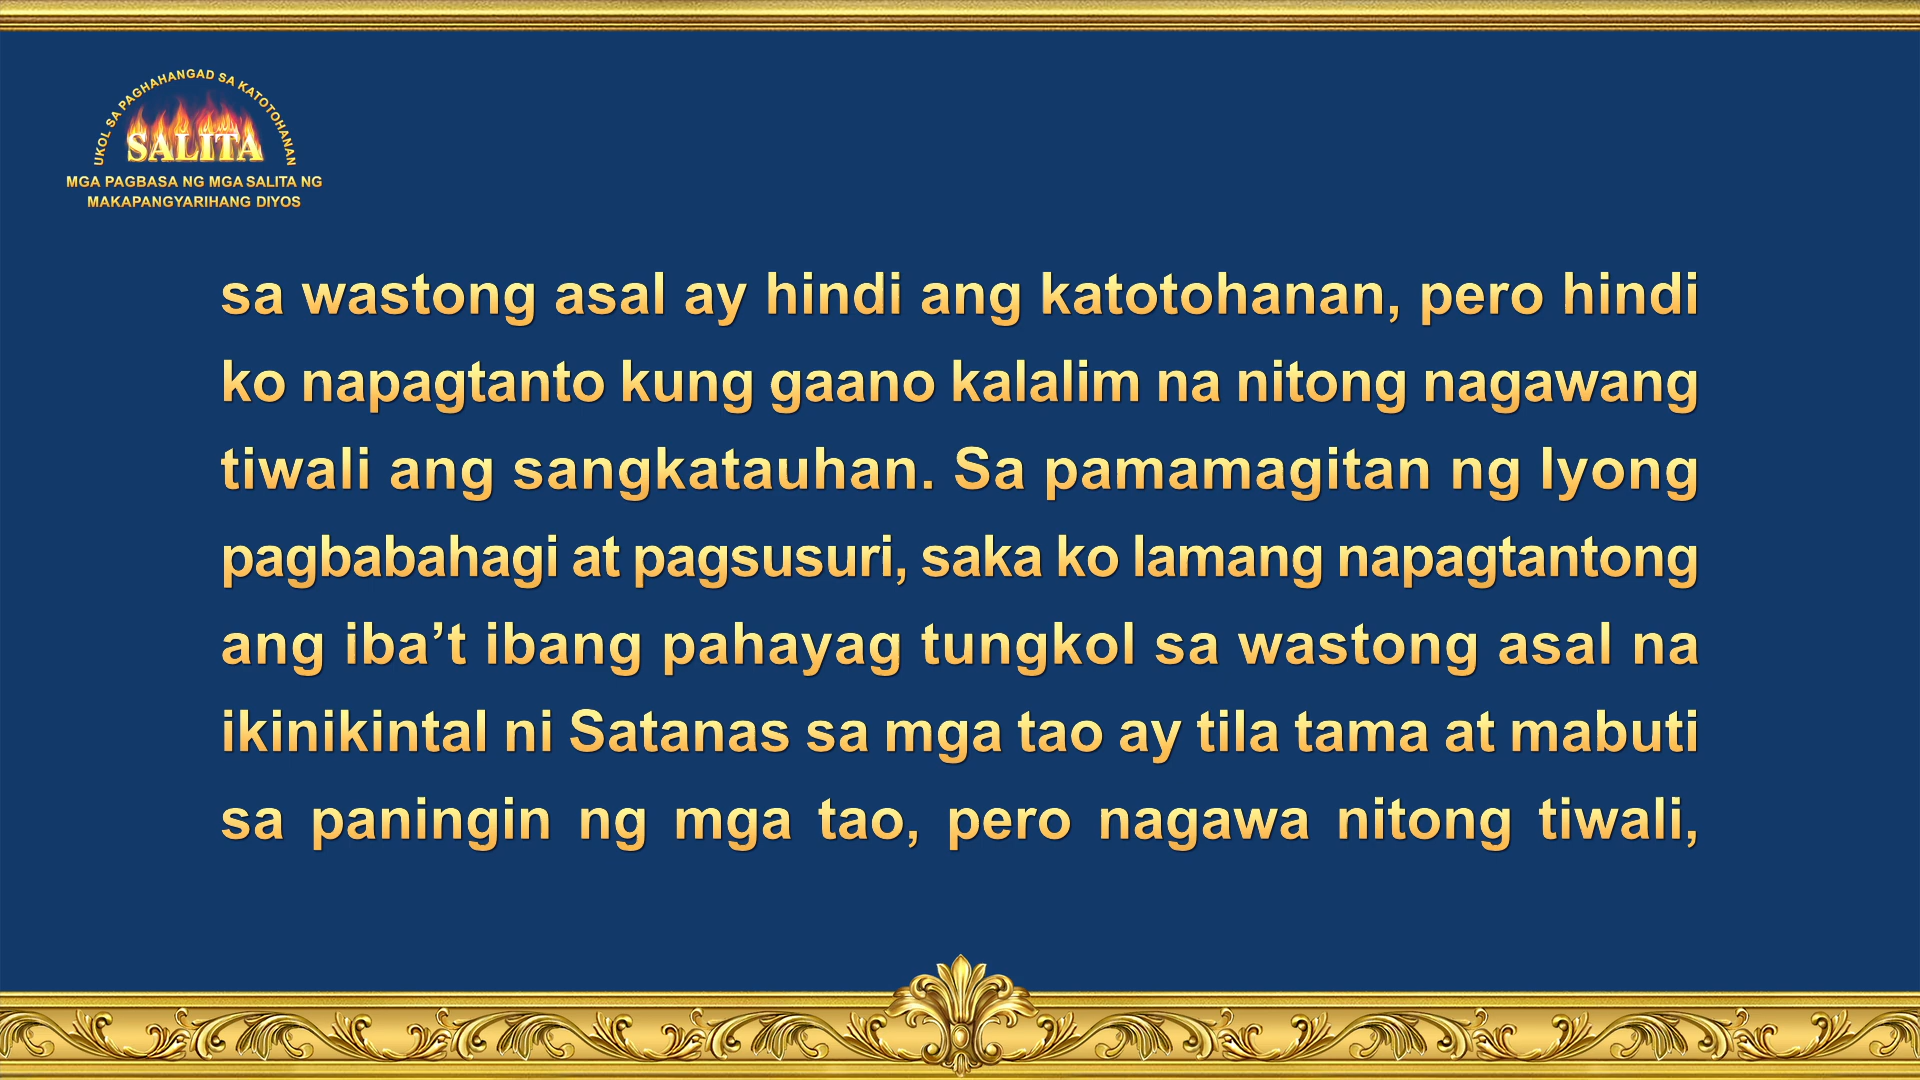 UKOL SA PAGHAHANGAD SA KATOTOHANAN
SALITA
MGA PAGBASA NG MGA SALITA NG
MAKAPANGYARIHANG DIYOS
sa wastong asal ay hindi ang katotohanan, pero hindi
ko napagtanto kung gaano kalalim na nitong nagawang
tiwali ang sangkatauhan. Sa pamamagitan ng Iyong
pagbabahagi at pagsusuri, saka ko lamang napagtantong
ang iba’t ibang pahayag tungkol sa wastong asal na
ikinikintal ni Satanas sa mga tao ay tila tama at mabuti
sa paningin ng mga tao, pero nagawa nitong tiwali,